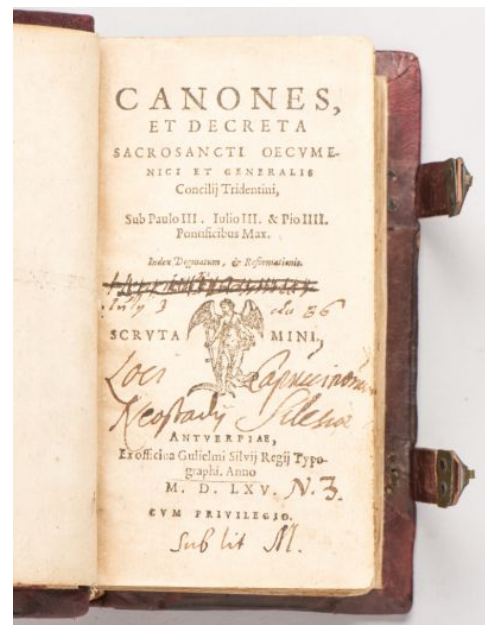 CANONES,
ET DECRETA
SACROSANCTI OECVME-
NICI ET GENERALIS
Concilij Tridentini,
Sub Paulo III. Iulio III. & Pio IIII.
Pontificibus Max.
Index Dogmatum, & Reformationis.
SCRVTA MINI,
Loci Capucinorum
Neostadij Silesiae
ANTVERPIAE,
Ex officina Gulielmi Silvij Regij Typo-
graphi. Anno
M. D. LXV. N. 3.
CVM PRIVILEGIO.
Sub lit M.